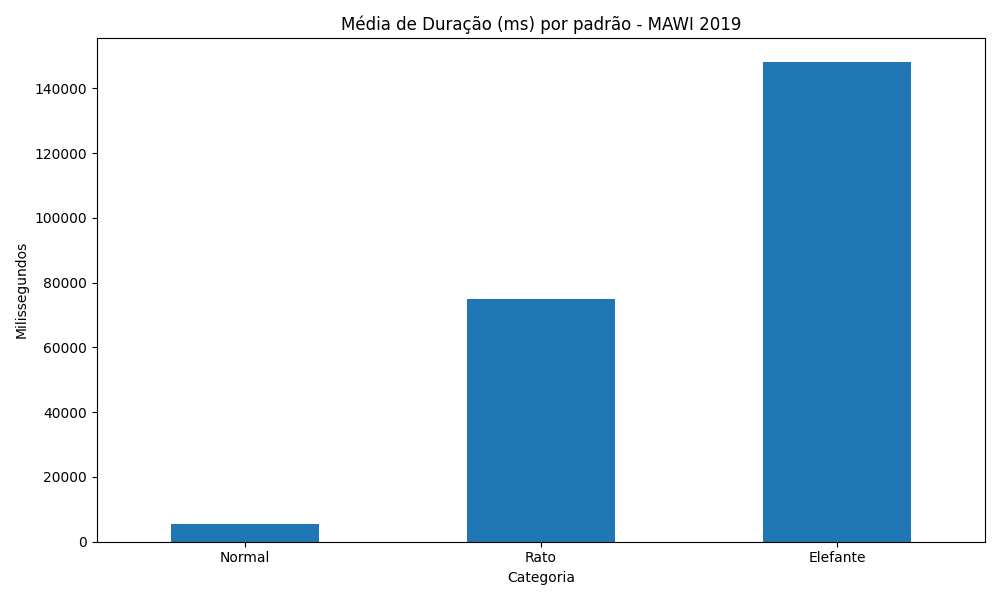 Média de Duração (ms) por padrão - MAWI 2019
Milissegundos
140000
120000
100000
80000
60000
40000
20000
0
Normal
Rato
Elefante
Categoria